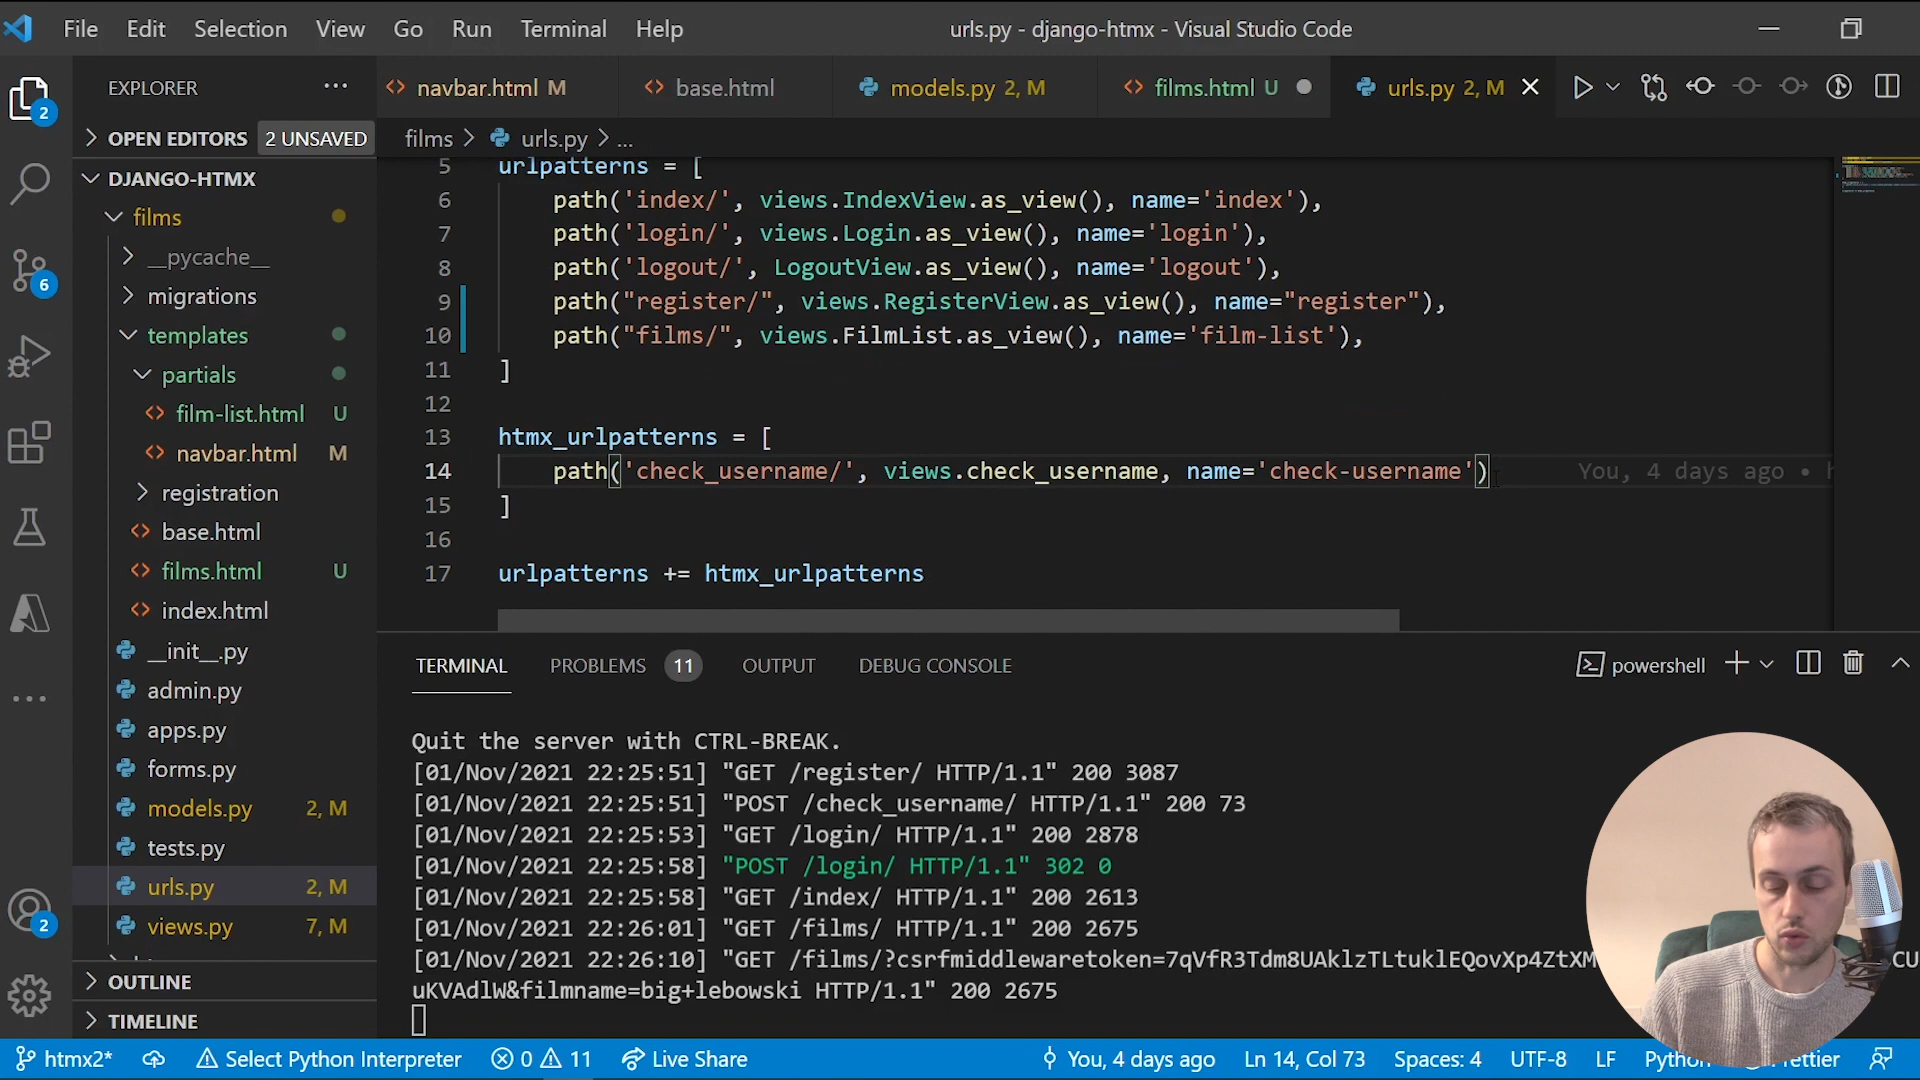 File Edit Selection View Go Run Terminal Help
urls.py - django-htmx - Visual Studio Code
EXPLORER
navbar.html M
base.html
models.py 2, M
films.html U
urls.py 2, M
OPEN EDITORS 2 UNSAVED
films > urls.py > ...
DJANGO-HTMX
films
__pycache__
migrations
templates
partials
film-list.html U
navbar.html M
registration
base.html
films.html U
index.html
__init__.py
admin.py
apps.py
forms.py
models.py 2, M
tests.py
urls.py 2, M
views.py 7, M
OUTLINE
TIMELINE
2
6
2
5 urlpatterns = [
6 path('index/', views.IndexView.as_view(), name='index'),
7 path('login/', views.Login.as_view(), name='login'),
8 path('logout/', LogoutView.as_view(), name='logout'),
9 path("register/", views.RegisterView.as_view(), name="register"),
10 path("films/", views.FilmList.as_view(), name='film-list'),
11 ]
12
13 htmx_urlpatterns = [
14 path('check_username/', views.check_username, name='check-username') You, 4 days ago • h
15 ]
16
17 urlpatterns += htmx_urlpatterns
TERMINAL PROBLEMS 11 OUTPUT DEBUG CONSOLE
powershell
Quit the server with CTRL-BREAK.
[01/Nov/2021 22:25:51] "GET /register/ HTTP/1.1" 200 3087
[01/Nov/2021 22:25:51] "POST /check_username/ HTTP/1.1" 200 73
[01/Nov/2021 22:25:53] "GET /login/ HTTP/1.1" 200 2878
[01/Nov/2021 22:25:58] "POST /login/ HTTP/1.1" 302 0
[01/Nov/2021 22:25:58] "GET /index/ HTTP/1.1" 200 2613
[01/Nov/2021 22:26:01] "GET /films/ HTTP/1.1" 200 2675
[01/Nov/2021 22:26:10] "GET /films/?csrfmiddlewaretoken=7qVfR3Tdm8UAklzTLtuklEQovXp4ZtXM CU
uKVAdlW&filmname=big+lebowski HTTP/1.1" 200 2675
htmx2* Select Python Interpreter 0 11 Live Share
You, 4 days ago Ln 14, Col 73 Spaces: 4 UTF-8 LF Python